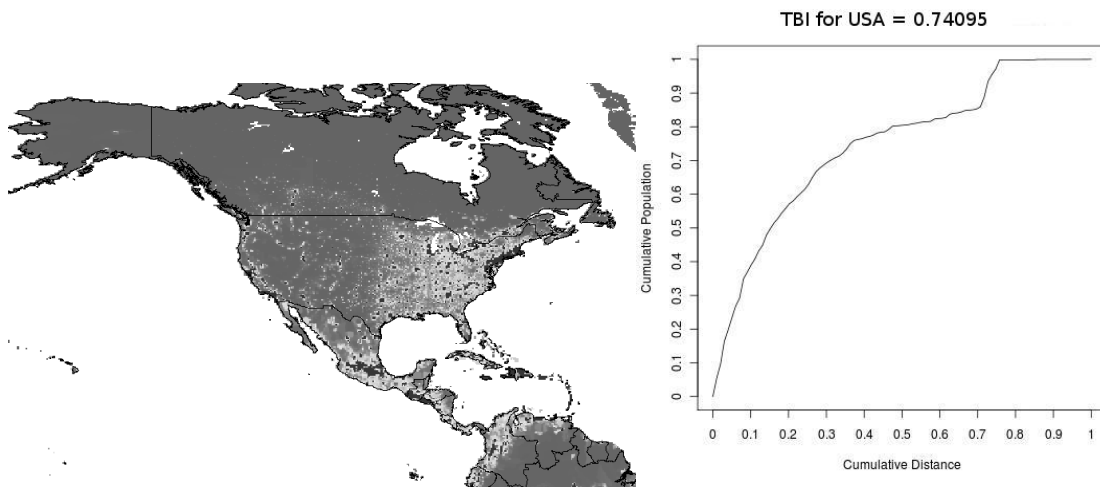 TBI for USA = 0.74095
Cumulative Population
1
0.9
0.8
0.7
0.6
0.5
0.4
0.3
0.2
0.1
0
0 0.1 0.2 0.3 0.4 0.5 0.6 0.7 0.8 0.9 1
Cumulative Distance